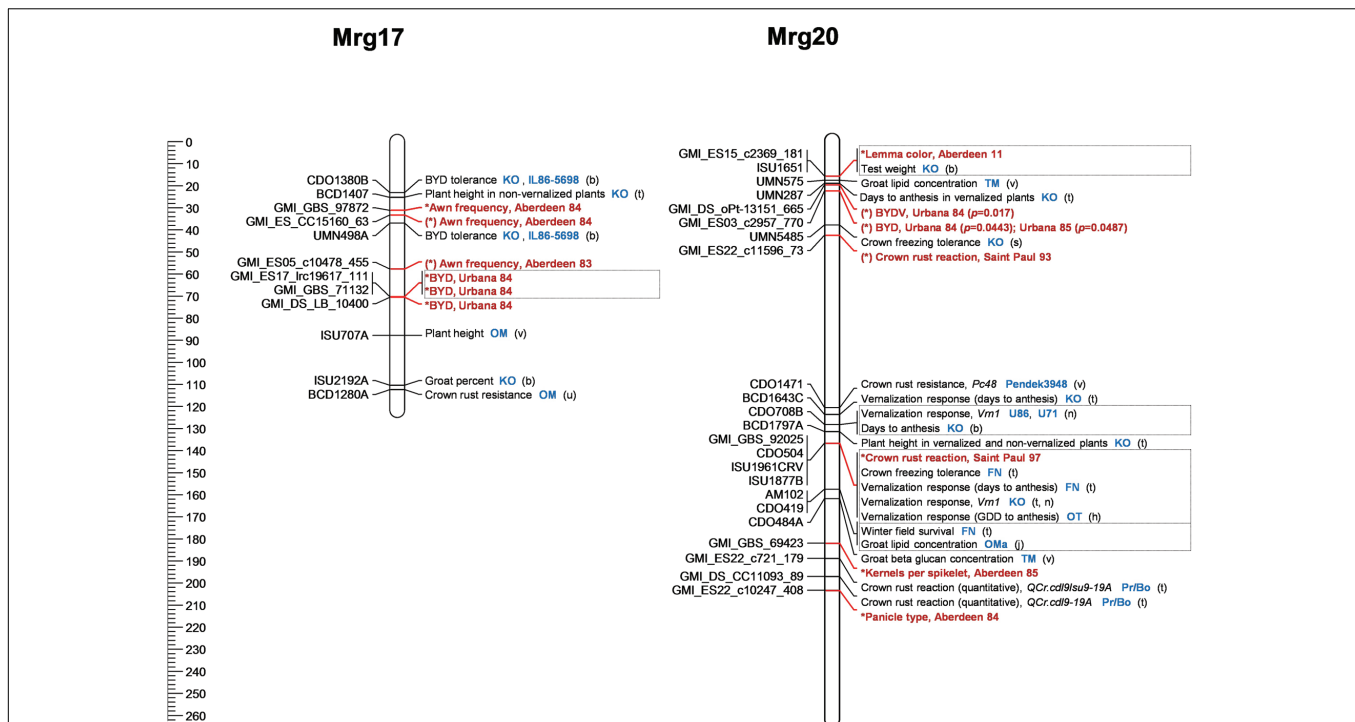 Mrg17
Mrg20
0
10
20
30
40
50
60
70
80
90
100
110
120
130
140
150
160
170
180
190
200
210
220
230
240
250
260
CDO1380B
BCD1407
GMI_GBS_97872
GMI_ES_CC15160_63
UMN498A
GMI_ES05_c10478_455
GMI_ES17_lrc19617_111
GMI_GBS_71132
GMI_DS_LB_10400
ISU707A
ISU2192A
BCD1280A
BYD tolerance KO , IL86-5698 (b)
Plant height in non-vernalized plants KO (t)
*Awn frequency, Aberdeen 84
(*) Awn frequency, Aberdeen 84
BYD tolerance KO , IL86-5698 (b)
(*) Awn frequency, Aberdeen 83
*BYD, Urbana 84
*BYD, Urbana 84
*BYD, Urbana 84
Plant height OM (v)
Groat percent KO (b)
Crown rust resistance OM (u)
GMI_ES15_c2369_181
ISU1651
UMN575
UMN287
GMI_DS_oPt-13151_665
GMI_ES03_c2957_770
UMN5485
GMI_ES22_c11596_73
CDO1471
BCD1643C
CDO708B
BCD1797A
GMI_GBS_92025
CDO504
ISU1961CRV
ISU1877B
AM102
CDO419
CDO484A
GMI_GBS_69423
GMI_ES22_c721_179
GMI_DS_CC11093_89
GMI_ES22_c10247_408
*Lemma color, Aberdeen 11
Test weight KO (b)
Groat lipid concentration TM (v)
Days to anthesis in vernalized plants KO (t)
(*) BYDV, Urbana 84 (p=0.017)
(*) BYD, Urbana 84 (p=0.0443); Urbana 85 (p=0.0487)
Crown freezing tolerance KO (s)
(*) Crown rust reaction, Saint Paul 93
Crown rust resistance, Pc48 Pendek3948 (v)
Vernalization response (days to anthesis) KO (t)
Vernalization response, Vrn1 U86, U71 (n)
Days to anthesis KO (b)
Plant height in vernalized and non-vernalized plants KO (t)
*Crown rust reaction, Saint Paul 97
Crown freezing tolerance FN (t)
Vernalization response (days to anthesis) FN (t)
Vernalization response, Vrn1 KO (t, n)
Vernalization response (GDD to anthesis) OT (h)
Winter field survival FN (t)
Groat lipid concentration OMa (j)
Groat beta glucan concentration TM (v)
*Kernels per spikelet, Aberdeen 85
Crown rust reaction (quantitative), QCr.cdl9Isu9-19A Pr/Bo (t)
Crown rust reaction (quantitative), QCr.cdl9-19A Pr/Bo (t)
*Panicle type, Aberdeen 84